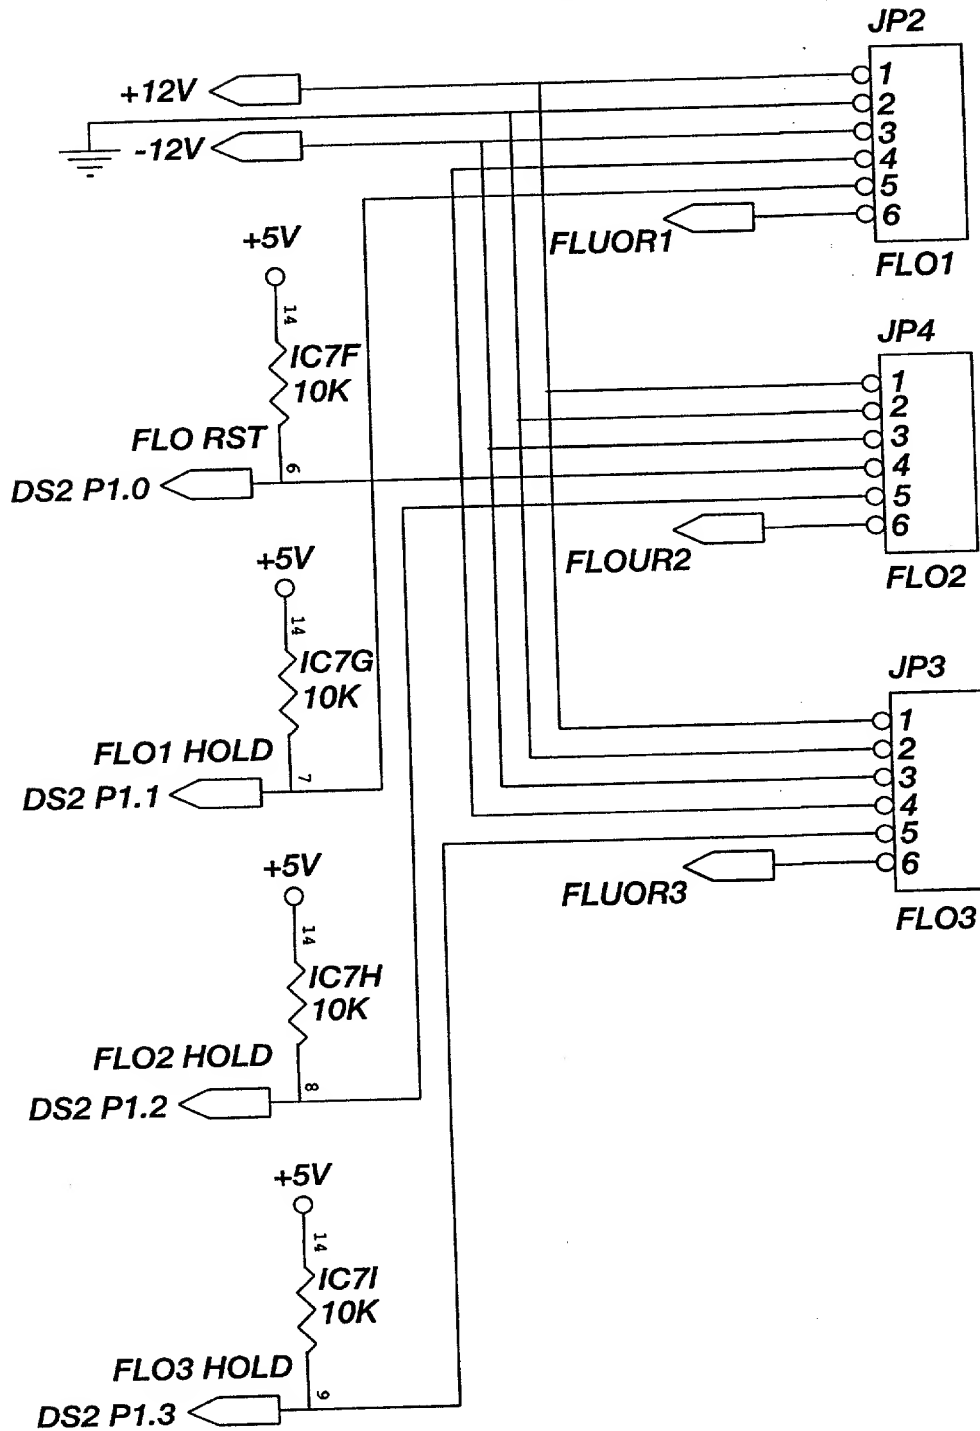 JP2
+12V
1
2
-12V
3
4
5
FLUOR1
6
FLO1
+5V
14
IC7F
10K
FLO RST
6
DS2 P1.0
JP4
1
2
3
4
5
FLOUR2
6
FLO2
+5V
14
IC7G
10K
FLO1 HOLD
7
DS2 P1.1
JP3
1
2
3
4
5
FLUOR3
6
FLO3
+5V
14
IC7H
10K
FLO2 HOLD
8
DS2 P1.2
+5V
14
IC7I
10K
FLO3 HOLD
9
DS2 P1.3